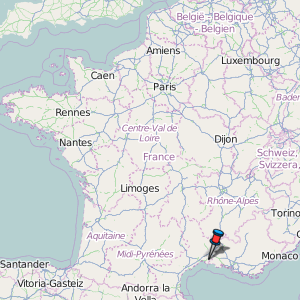 België - Belgique
- Belgien
Amiens
Luxembourg
Caen
Paris
Bade
Rennes
Centre-Val de
Loire
Dijon
Nantes
France
Schweiz,
Svizzera,
Limoges
Rhône-Alpes
Torino
Aquitaine
Midi-Pyrénées
Monaco
Santander
Vitoria-Gasteiz
Andorra la
Vella